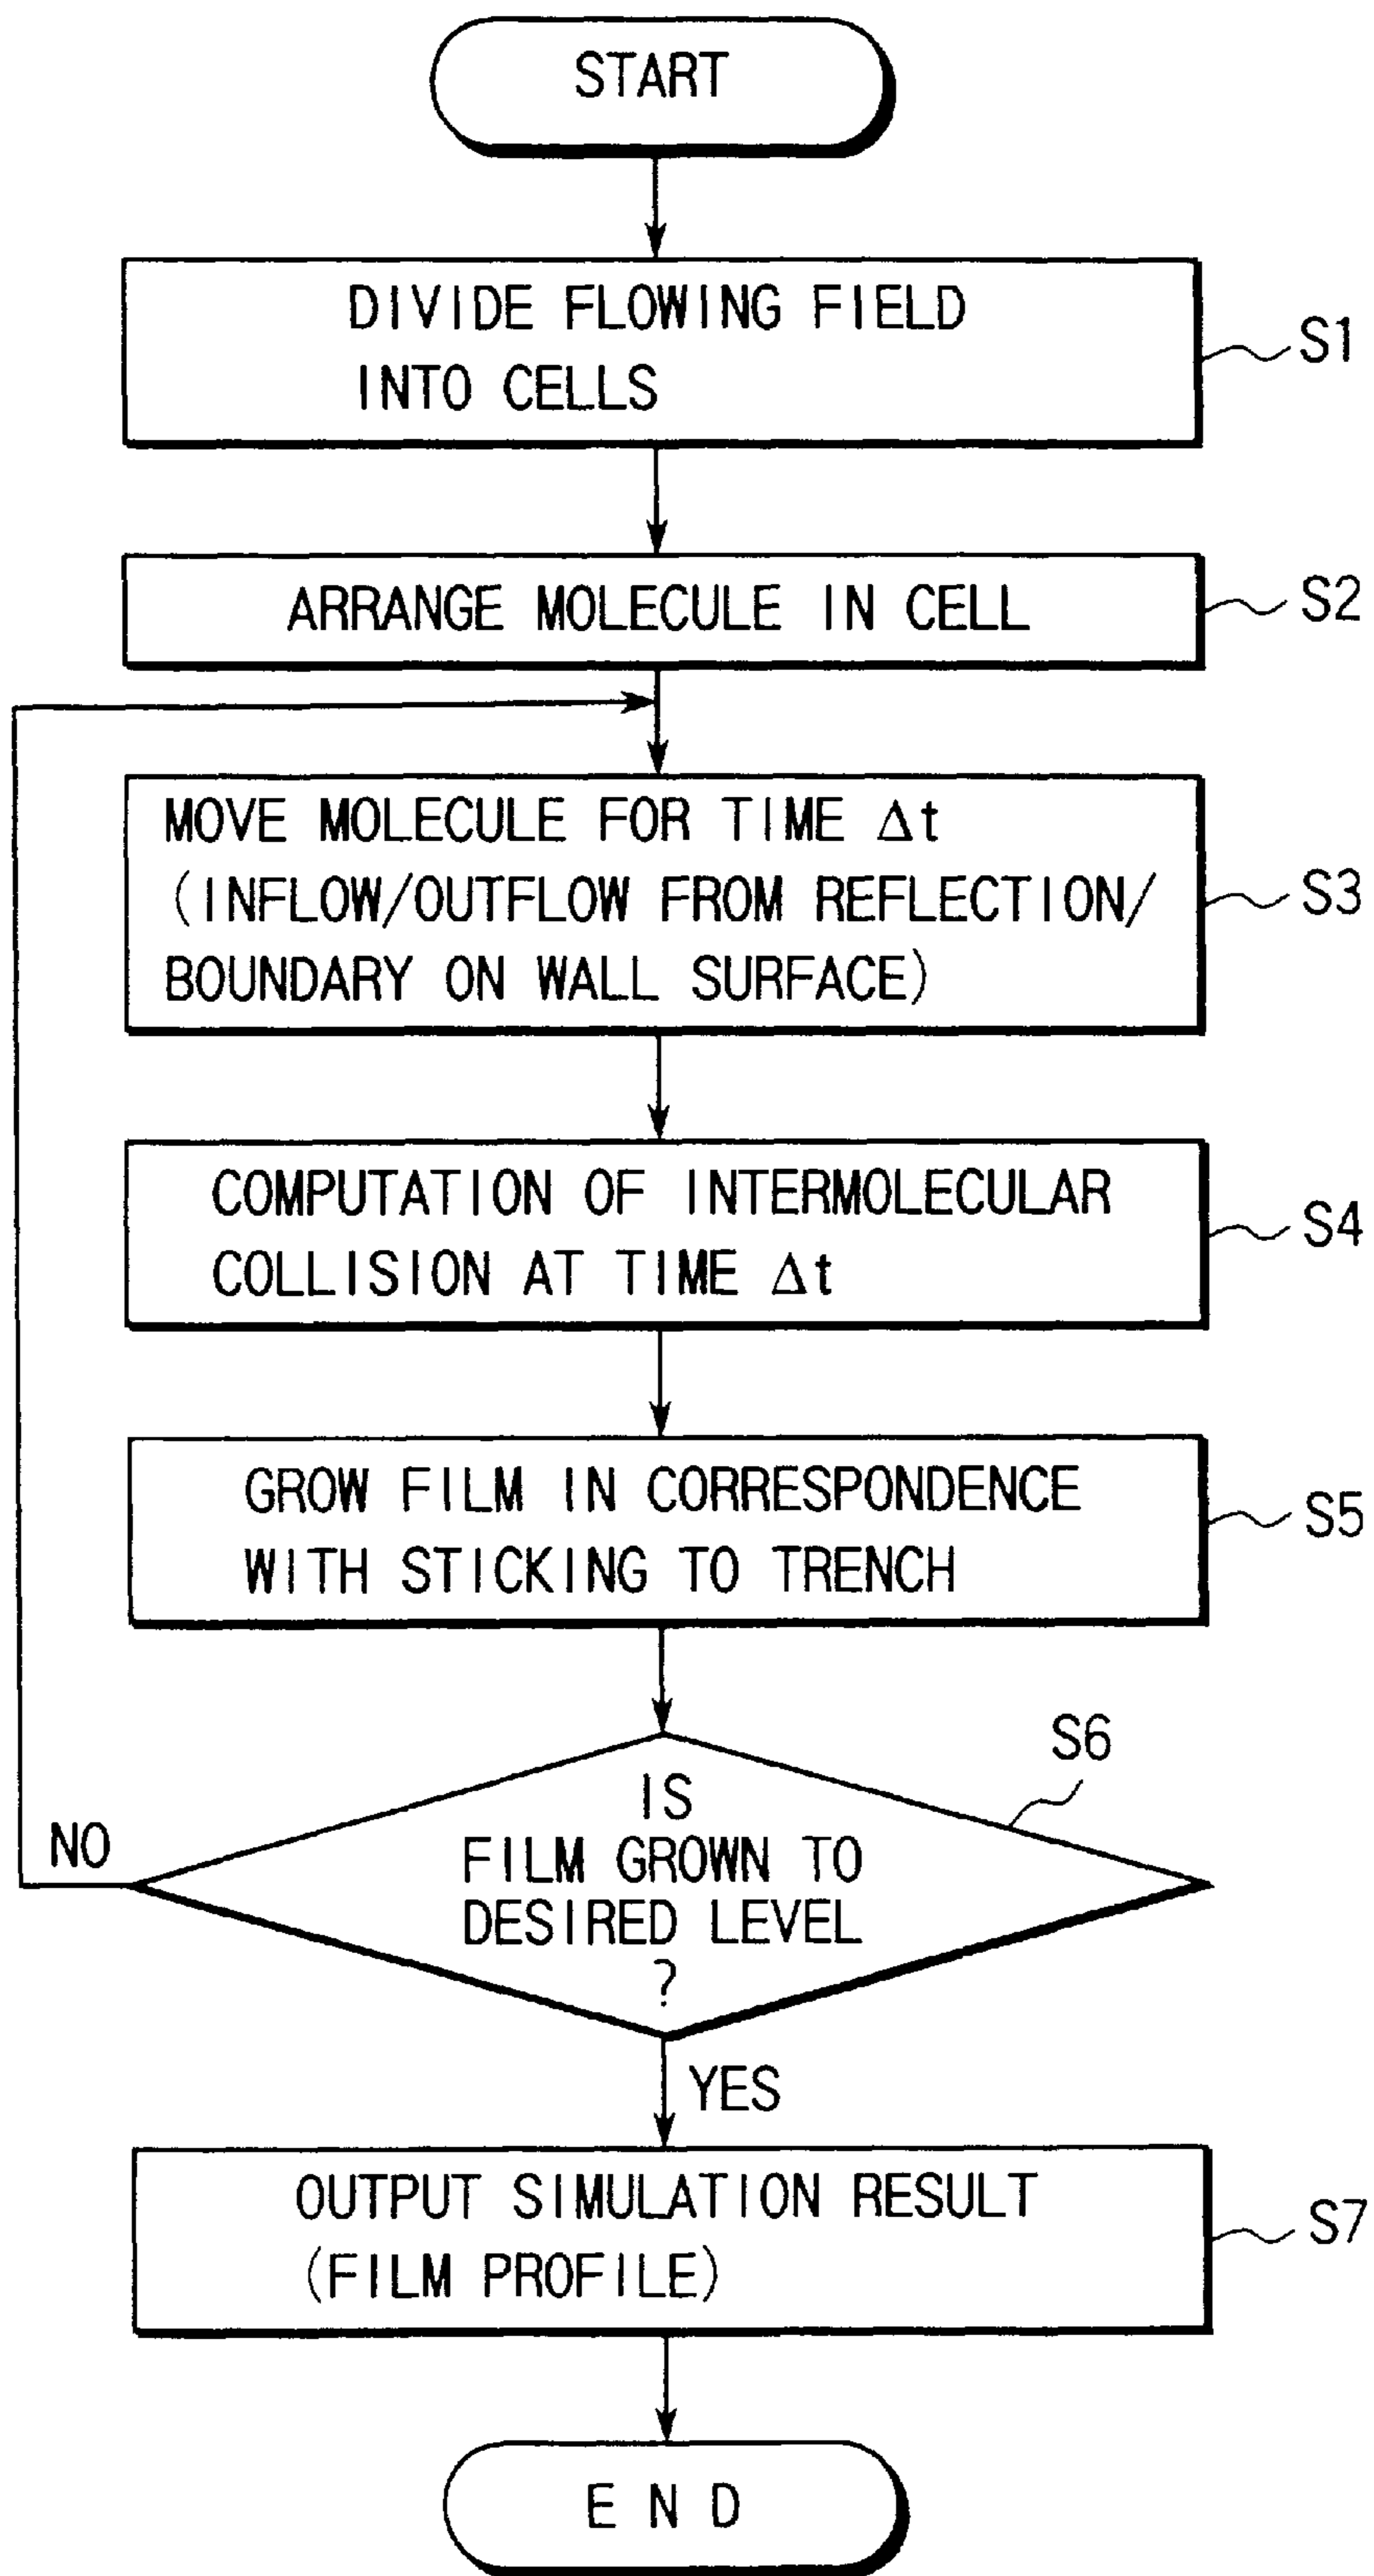 START
DIVIDE FLOWING FIELD
INTO CELLS
S1
ARRANGE MOLECULE IN CELL
S2
MOVE MOLECULE FOR TIME Δt
(INFLOW/OUTFLOW FROM REFLECTION/
BOUNDARY ON WALL SURFACE)
S3
COMPUTATION OF INTERMOLECULAR
COLLISION AT TIME Δt
S4
GROW FILM IN CORRESPONDENCE
WITH STICKING TO TRENCH
S5
S6
IS
FILM GROWN TO
DESIRED LEVEL
?
NO
YES
OUTPUT SIMULATION RESULT
(FILM PROFILE)
S7
END